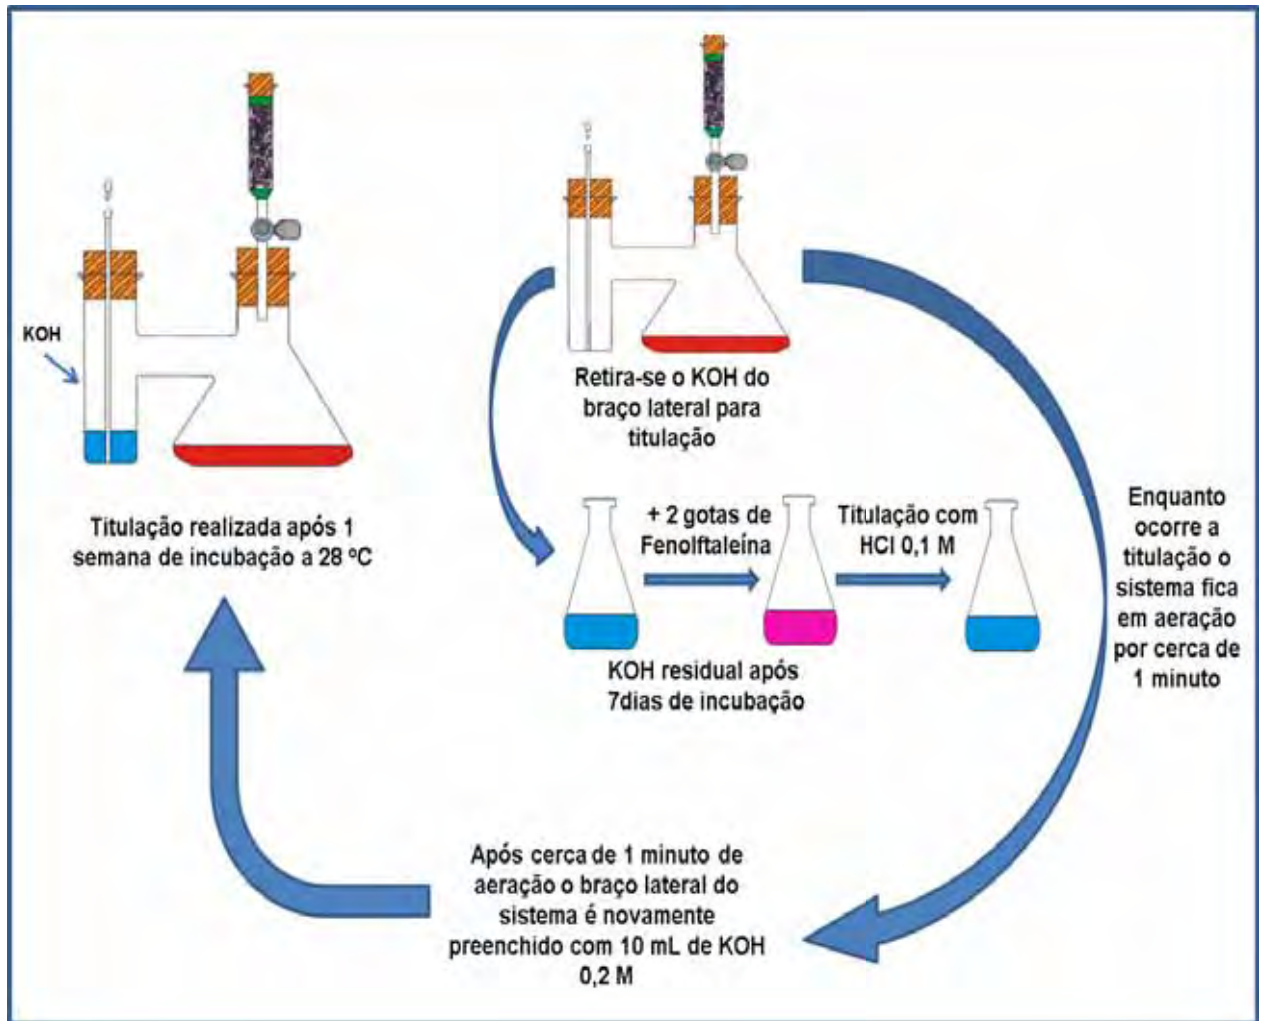 KOH
Titulação realizada após 1
semana de incubação a 28 ºC
Retira-se o KOH do
braço lateral para
titulação
+ 2 gotas de
Fenolftaleína
Titulação com
HCl 0,1 M
KOH residual após
7dias de incubação
Enquanto
ocorre a
titulação o
sistema fica
em aeração
por cerca de
1 minuto
Após cerca de 1 minuto de
aeração o braço lateral do
sistema é novamente
preenchido com 10 mL de KOH
0,2 M